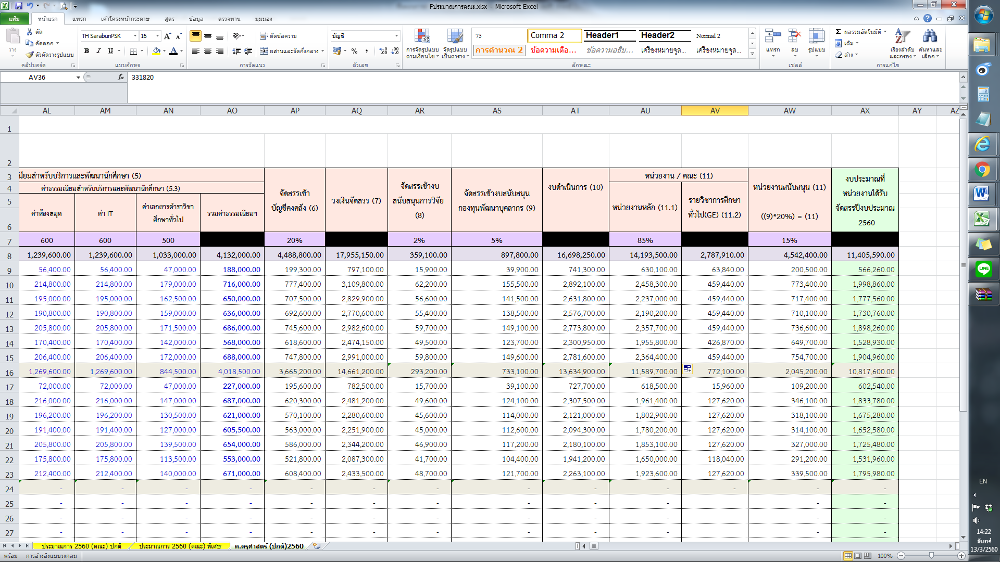 Fประมาณการคณะ.xlsx - Microsoft Excel
แฟ้ม หน้าแรก แทรก เค้าโครงหน้ากระดาษ สูตร ข้อมูล ตรวจทาน มุมมอง
วาง ตัด คัดลอก ตัวคัดวางรูปแบบ
TH SarabunPSK 16
ตัดข้อความ
ผสานและจัดกึ่งกลาง
บัญชี
การจัดรูปแบบตามเงื่อนไข จัดรูปแบบเป็นตาราง
75 Comma 2 Header1 Header2 Normal 2
การคำนวณ 2 ข้อความเตือ... ข้อความอธิบ... เครื่องหมายจุล... เครื่องหมายจุล...
แทรก ลบ รูปแบบ
Σ ผลรวมอัตโนมัติ เติม ล้าง
เรียงลำดับและกรอง ค้นหาและเลือก
คลิปบอร์ด แบบอักษร การจัดแนว ตัวเลข ลักษณะ เซลล์ การแก้ไข
AV36 fx 331820
AL AM AN AO AP AQ AR AS AT AU AV AW AX AY AZ
1
2
3 นียมสำหรับบริการและพัฒนานักศึกษา (5)
4 ค่าธรรมเนียมสำหรับบริการและพัฒนานักศึกษา (5.3)
5
6
ค่าห้องสมุด
ค่า IT
ค่าเอกสารตำราวิชา
ศึกษาทั่วไป
รวมค่าธรรมเนียมฯ
จัดสรรเข้า
บัญชีคงคลัง (6)
วงเงินจัดสรร (7)
จัดสรรเข้างบ
สนับสนุนการวิจัย
(8)
จัดสรรเข้างบสนับสนุน
กองทุนพัฒนาบุคลากร (9)
งบดำเนินการ (10)
หน่วยงาน / คณะ (11)
หน่วยงานหลัก (11.1)
รายวิชาการศึกษา
ทั่วไป(GE) (11.2)
หน่วยงานสนับสนุน (11)
((9)*20%) = (11)
งบประมาณที่
หน่วยงานได้รับ
จัดสรรปีงบประมาณ
2560
7 600 600 500 20% 2% 5% 85% 15%
8 1,239,600.00 1,239,600.00 1,033,000.00 4,132,000.00 4,488,800.00 17,955,150.00 359,100.00 897,800.00 16,698,250.00 14,193,500.00 2,787,910.00 4,542,400.00 11,405,590.00
9 56,400.00 56,400.00 47,000.00 188,000.00 199,300.00 797,100.00 15,900.00 39,900.00 741,300.00 630,100.00 63,840.00 200,500.00 566,260.00
10 214,800.00 214,800.00 179,000.00 716,000.00 777,400.00 3,109,800.00 62,200.00 155,500.00 2,892,100.00 2,458,300.00 459,440.00 773,400.00 1,998,860.00
11 195,000.00 195,000.00 162,500.00 650,000.00 707,500.00 2,829,900.00 56,600.00 141,500.00 2,631,800.00 2,237,000.00 459,440.00 717,400.00 1,777,560.00
12 190,800.00 190,800.00 159,000.00 636,000.00 692,600.00 2,770,600.00 55,400.00 138,500.00 2,576,700.00 2,190,200.00 459,440.00 710,100.00 1,730,760.00
13 205,800.00 205,800.00 171,500.00 686,000.00 745,600.00 2,982,600.00 59,700.00 149,100.00 2,773,800.00 2,357,700.00 459,440.00 736,600.00 1,898,260.00
14 170,400.00 170,400.00 142,000.00 568,000.00 618,600.00 2,474,150.00 49,500.00 123,700.00 2,300,950.00 1,955,800.00 426,870.00 649,700.00 1,528,930.00
15 206,400.00 206,400.00 172,000.00 688,000.00 747,800.00 2,991,000.00 59,800.00 149,600.00 2,781,600.00 2,364,400.00 459,440.00 754,700.00 1,904,960.00
16 1,269,600.00 1,269,600.00 844,500.00 4,018,500.00 3,665,200.00 14,661,200.00 293,200.00 733,100.00 13,634,900.00 11,589,700.00 772,100.00 2,045,200.00 10,817,600.00
17 72,000.00 72,000.00 47,000.00 227,000.00 195,600.00 782,500.00 15,700.00 39,100.00 727,700.00 618,500.00 15,960.00 109,200.00 602,540.00
18 216,000.00 216,000.00 147,000.00 687,000.00 620,300.00 2,481,200.00 49,600.00 124,100.00 2,307,500.00 1,961,400.00 127,620.00 346,100.00 1,833,780.00
19 196,200.00 196,200.00 130,500.00 621,000.00 570,100.00 2,280,600.00 45,600.00 114,000.00 2,121,000.00 1,802,900.00 127,620.00 318,100.00 1,675,280.00
20 191,400.00 191,400.00 127,000.00 605,500.00 563,000.00 2,251,900.00 45,000.00 112,600.00 2,094,300.00 1,780,200.00 127,620.00 314,100.00 1,652,580.00
21 205,800.00 205,800.00 139,500.00 654,000.00 586,000.00 2,344,200.00 46,900.00 117,200.00 2,180,100.00 1,853,100.00 127,620.00 327,000.00 1,725,480.00
22 175,800.00 175,800.00 113,500.00 553,000.00 521,800.00 2,087,300.00 41,700.00 104,400.00 1,941,200.00 1,650,000.00 118,040.00 291,200.00 1,531,960.00
23 212,400.00 212,400.00 140,000.00 671,000.00 608,400.00 2,433,500.00 48,700.00 121,700.00 2,263,100.00 1,923,600.00 127,620.00 339,500.00 1,795,980.00
24 - - - - - - - - - - - - -
25 - - - - - - - - - - - -
26 - - - - - - - - - - - -
27 - - - - - - - - - - - -
ประมาณการ 2560 (คณะ) ปกติ ประมาณการ 2560 (คณะ) พิเศษ ค.ครุศาสตร์ (ปกติ)2560
พร้อม การอ้างอิงแบบวงกลม 100%
LINE
EN
14:22
จันทร์
13/3/2560